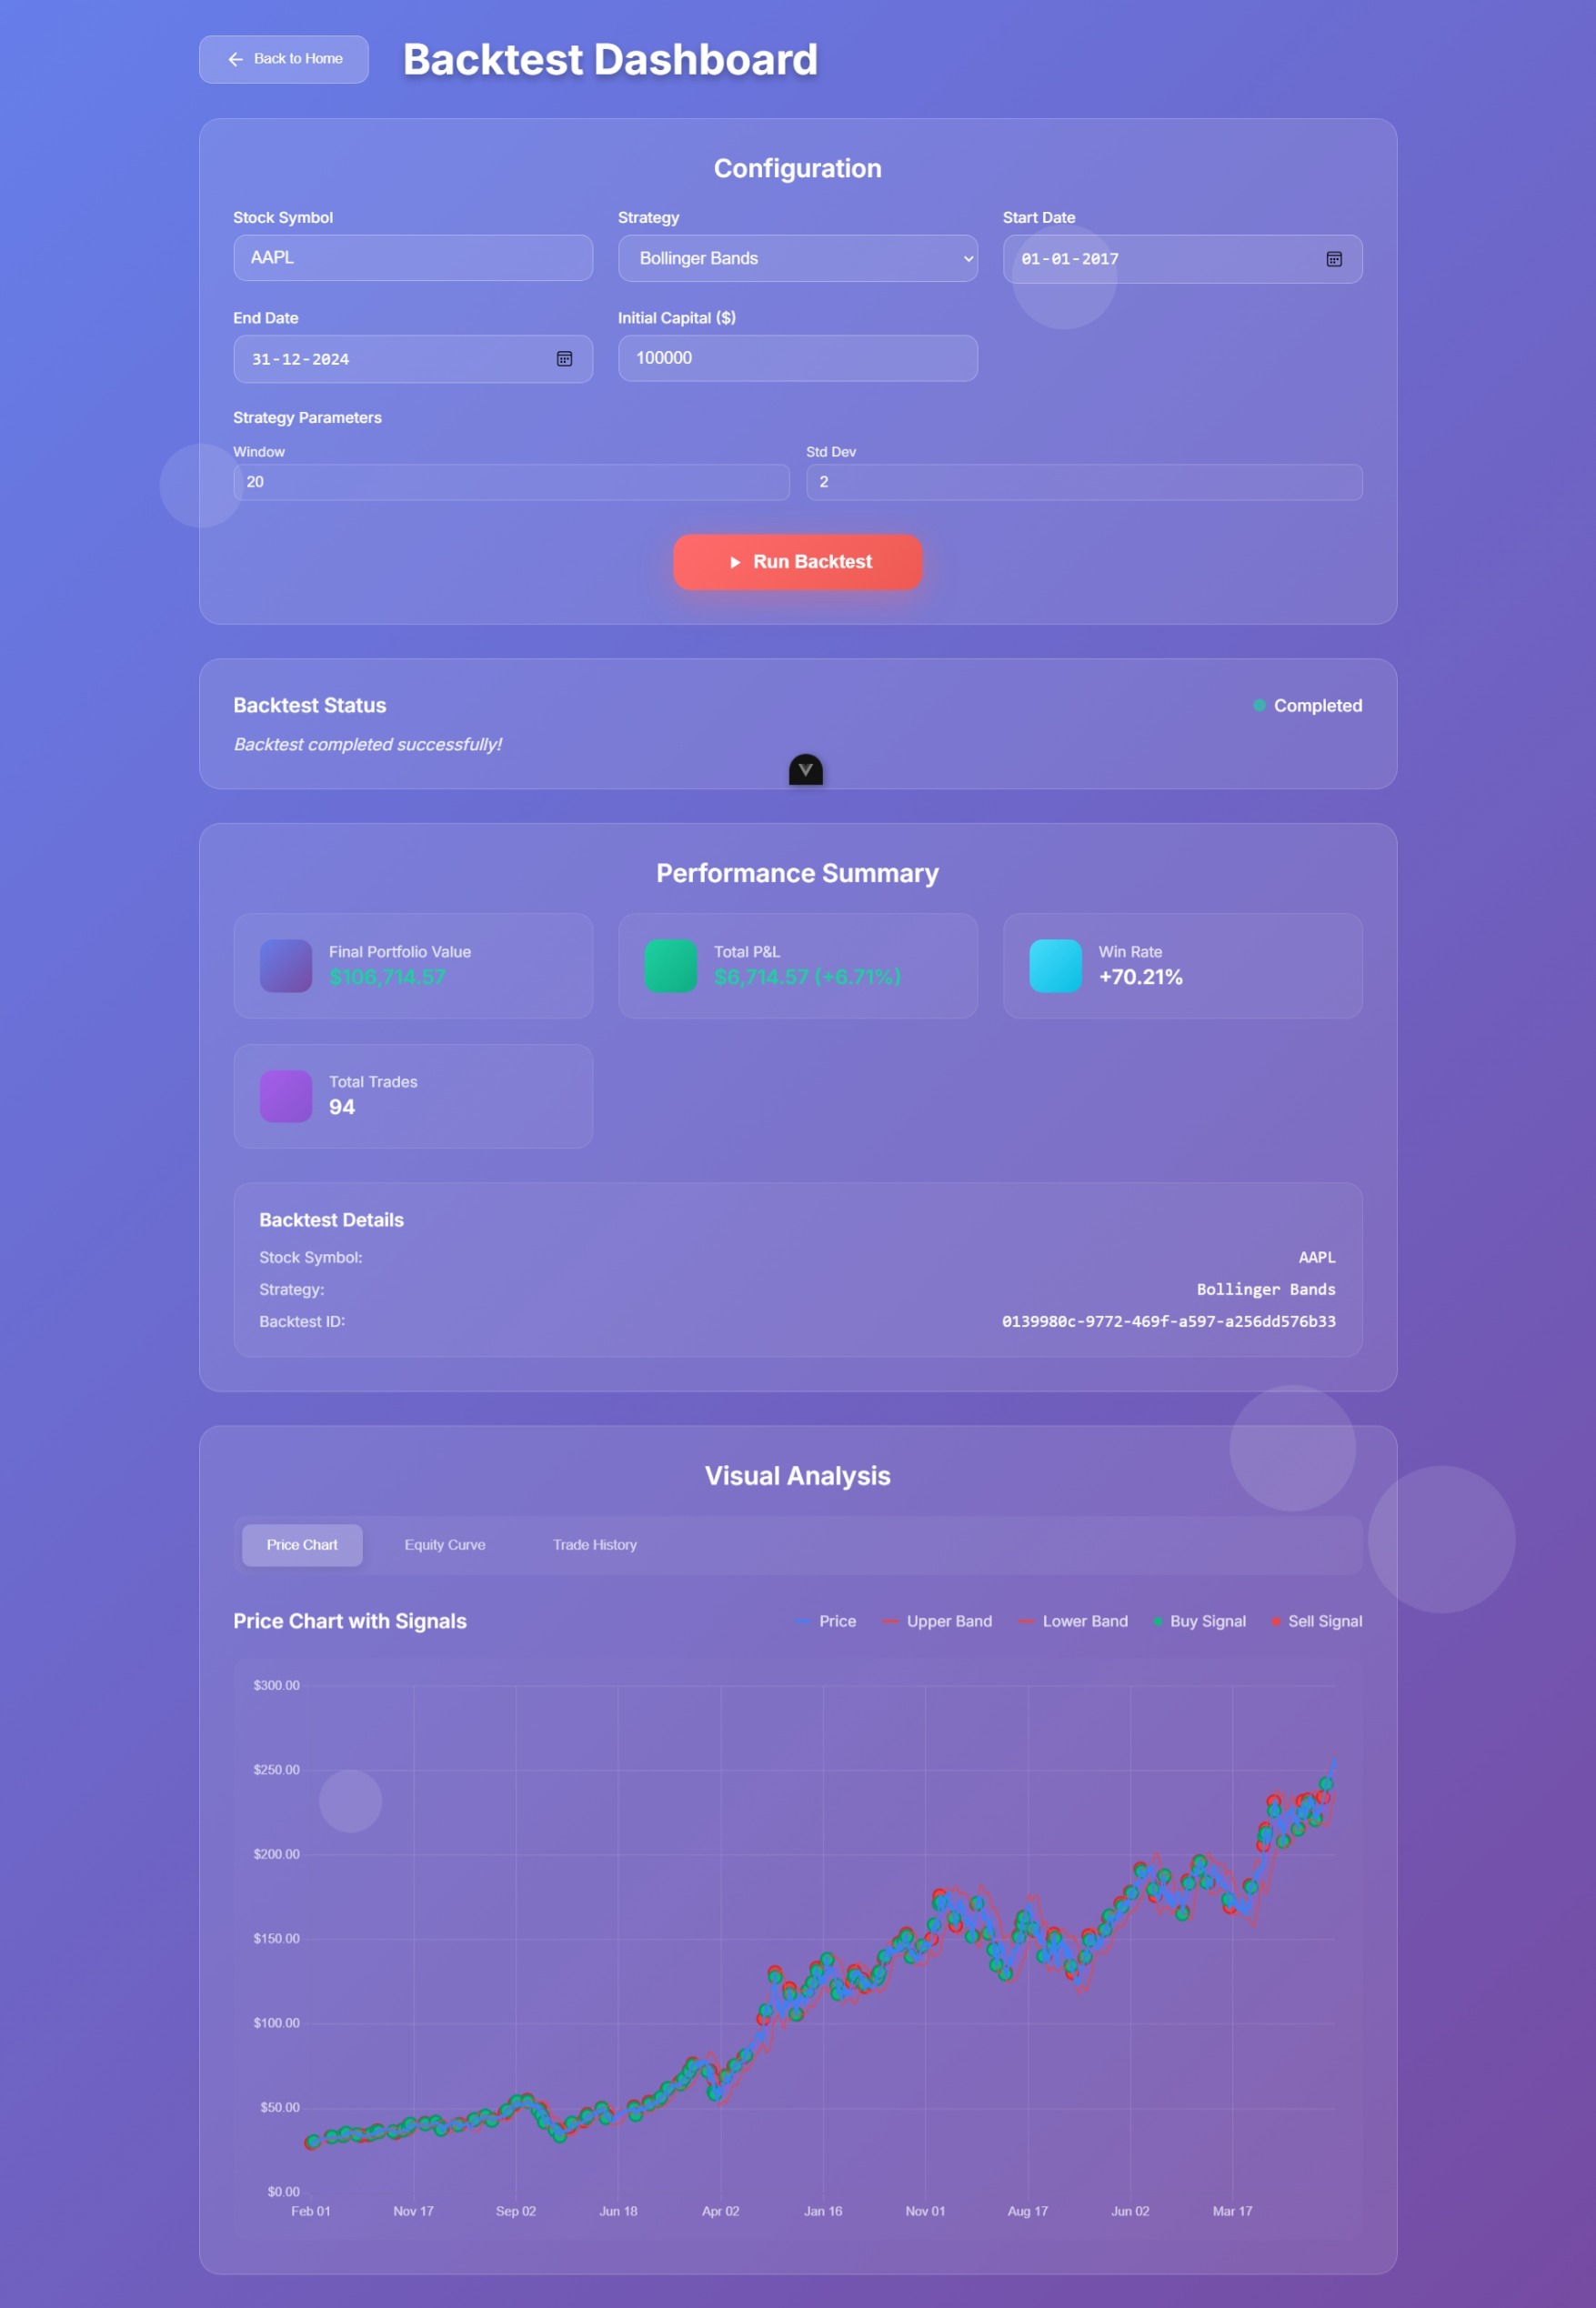 Back to Home
Backtest Dashboard
Configuration
Stock Symbol
Strategy
Start Date
AAPL
Bollinger Bands
01-01-2017
End Date
Initial Capital ($)
31-12-2024
100000
Strategy Parameters
Window
Std Dev
20
2
Run Backtest
Backtest Status
Completed
Backtest completed successfully!
Performance Summary
Final Portfolio Value
$106,714.57
Total P&L
$6,714.57 (+6.71%)
Win Rate
+70.21%
Total Trades
94
Backtest Details
Stock Symbol: AAPL
Strategy: Bollinger Bands
Backtest ID: 0139980c-9772-469f-a597-a256dd576b33
Visual Analysis
Price Chart
Equity Curve
Trade History
Price Chart with Signals
Price
Upper Band
Lower Band
Buy Signal
Sell Signal
$300.00
$250.00
$200.00
$150.00
$100.00
$50.00
$0.00
Feb 01
Nov 17
Sep 02
Jun 18
Apr 02
Jan 16
Nov 01
Aug 17
Jun 02
Mar 17